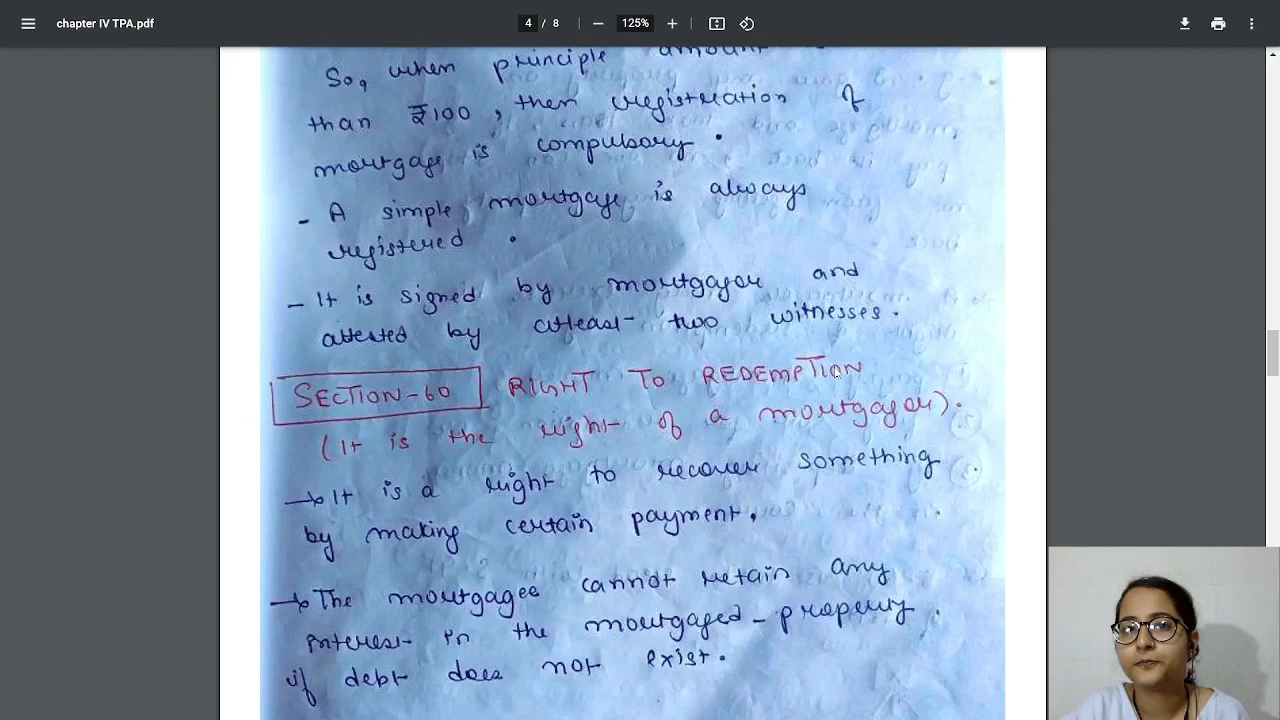 chapter IV TPA.pdf
4 / 8
125%
So, when principle amount
than ₹100, then registration of
mortgage is compulsory.
- A simple mortgage is always
registered.
- It is signed by mortgagor and
attested by atleast two witnesses.
SECTION-60 RIGHT TO REDEMPTION
(It is the right of a mortgagor).
→ It is a right to recover something
by making certain payment.
→ The mortgagee cannot retain any
interest in the mortgaged-property
if debt does not exist.